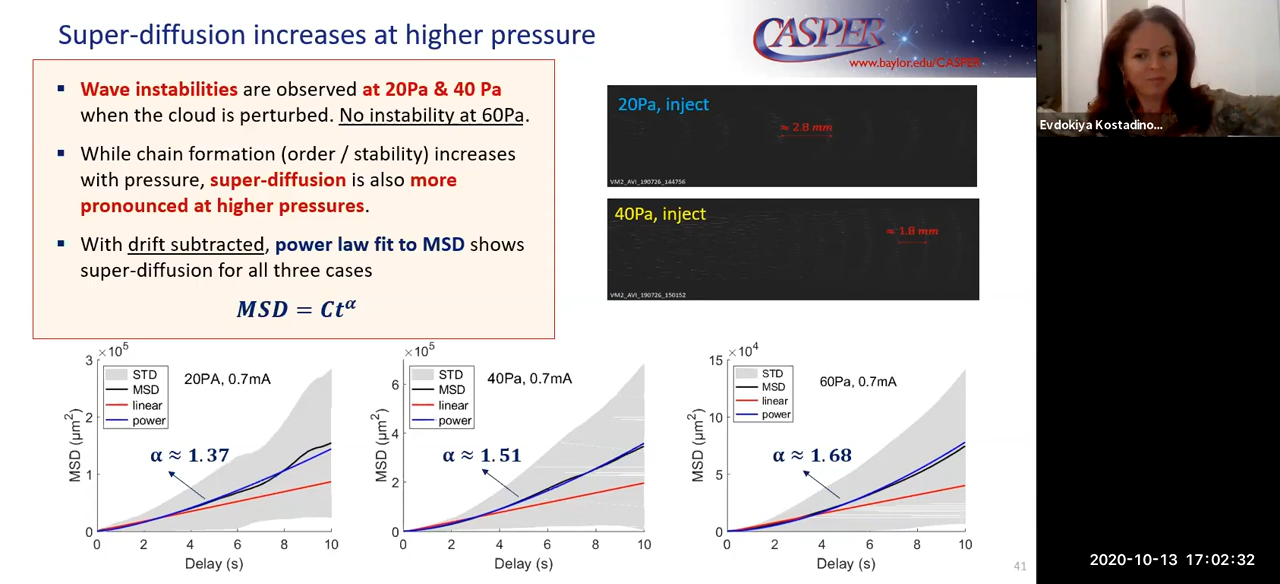 Super-diffusion increases at higher pressure
CASPER
www.baylor.edu/CASPER
▪ Wave instabilities are observed at 20Pa & 40 Pa
when the cloud is perturbed. No instability at 60Pa.
▪ While chain formation (order / stability) increases
with pressure, super-diffusion is also more
pronounced at higher pressures.
▪ With drift subtracted, power law fit to MSD shows
super-diffusion for all three cases
MSD = Ctᵅ
20Pa, inject
≈ 2.8 mm
VM2_AVI_190726_144756
40Pa, inject
≈ 1.8 mm
VM2_AVI_190726_150152
×10⁵
3
2
1
0
MSD (μm²)
STD
MSD
linear
power
20PA, 0.7mA
α ≈ 1.37
0 2 4 6 8 10
Delay (s)
×10⁵
6
4
2
0
MSD (μm²)
STD
MSD
linear
power
40Pa, 0.7mA
α ≈ 1.51
0 2 4 6 8 10
Delay (s)
×10⁴
15
10
5
0
MSD (μm²)
STD
MSD
linear
power
60Pa, 0.7mA
α ≈ 1.68
0 2 4 6 8 10
Delay (s)
41
Evdokiya Kostadino...
2020-10-13 17:02:32